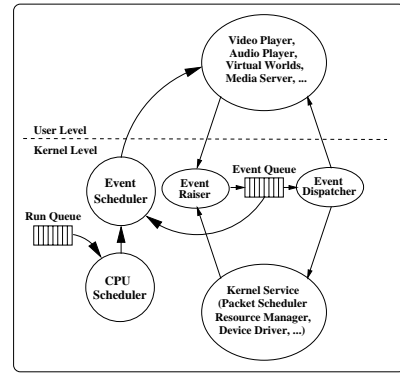 Video Player,
Audio Player,
Virtual Worlds,
Media Server, ...
User Level
Kernel Level
Event
Scheduler
Event
Raiser
Event Queue
Event
Dispatcher
Run Queue
CPU
Scheduler
Kernel Service
(Packet Scheduler
Resource Manager,
Device Driver, ...)